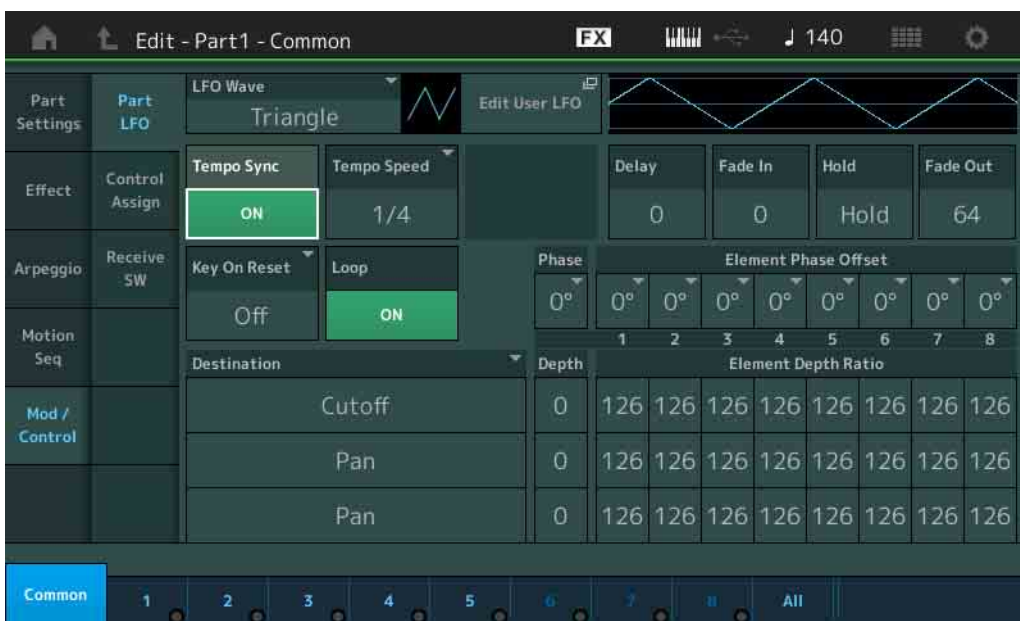 Edit - Part1 - Common FX 140
Part Settings
Effect
Arpeggio
Motion Seq
Mod / Control
Part LFO
Control Assign
Receive SW
LFO Wave
Triangle
Edit User LFO
Tempo Sync
ON
Tempo Speed
1/4
Delay
0
Fade In
0
Hold
Hold
Fade Out
64
Key On Reset
Off
Loop
ON
Phase
0°
Element Phase Offset
0° 0° 0° 0° 0° 0° 0° 0°
1 2 3 4 5 6 7 8
Destination Depth Element Depth Ratio
Cutoff 0 126 126 126 126 126 126 126 126
Pan 0 126 126 126 126 126 126 126 126
Pan 0 126 126 126 126 126 126 126 126
Common 1 2 3 4 5 6 7 8 All